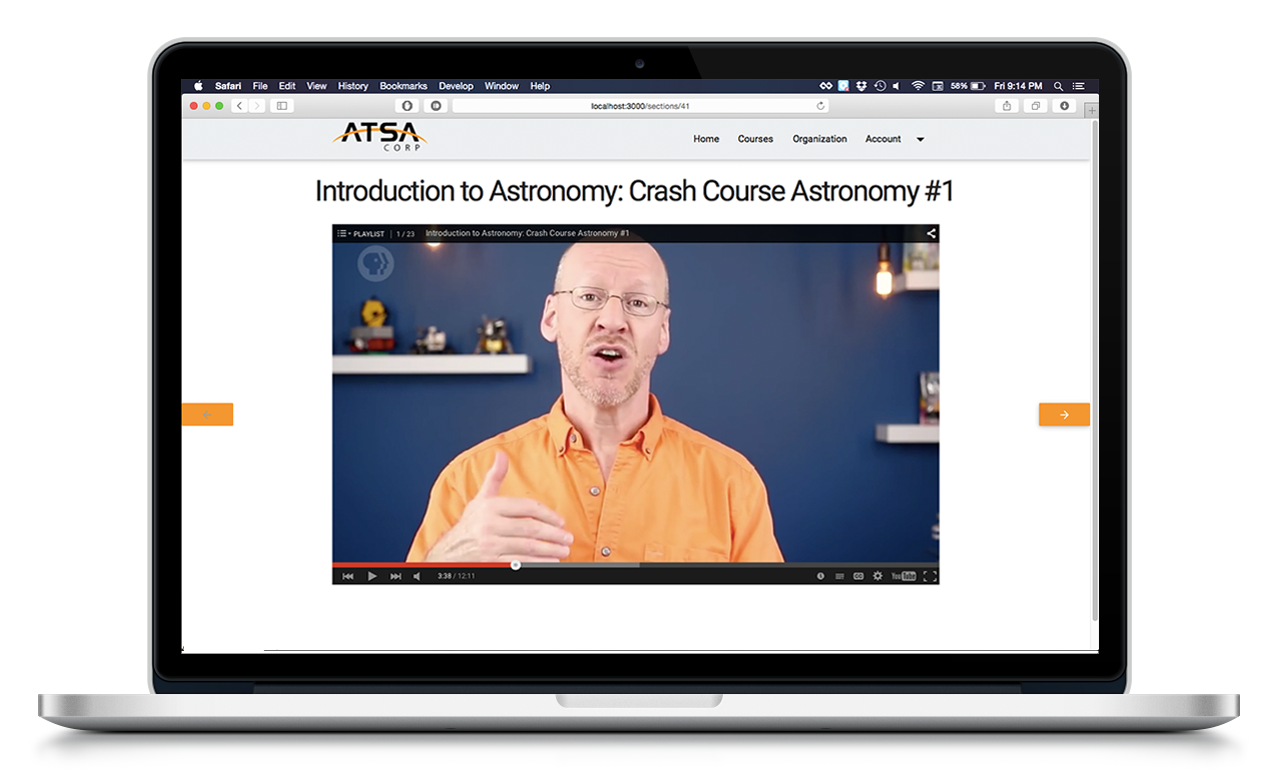 Safari File Edit View History Bookmarks Develop Window Help 58% Fri 9:14 PM
localhost:3000/sections/41
ATSA
CORP
Home Courses Organization Account
Introduction to Astronomy: Crash Course Astronomy #1
PLAYLIST | 1 / 23 Introduction to Astronomy: Crash Course Astronomy #1
3:38 / 12:11 CC YouTube